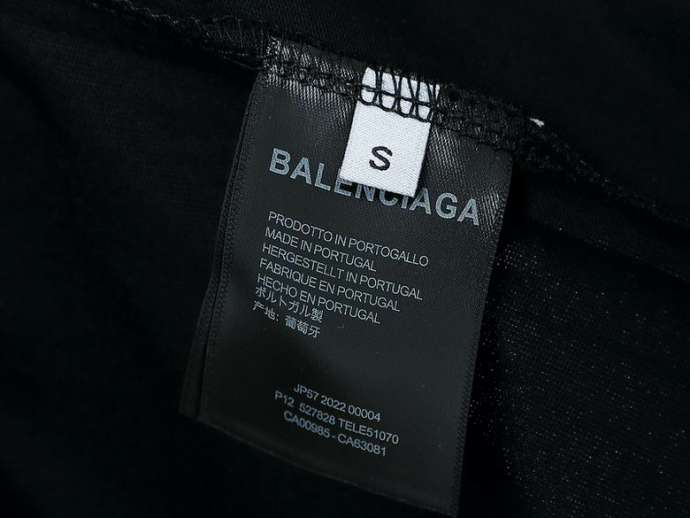 S
BALENCIAGA
PRODOTTO IN PORTOGALLO
MADE IN PORTUGAL
HERGESTELLT IN PORTUGAL
FABRIQUE EN PORTUGAL
HECHO EN PORTUGAL
ポルトガル製
产地: 葡萄牙
JP57 2022 00004
P12 527828 TELE51070
CA00985 - CA63081